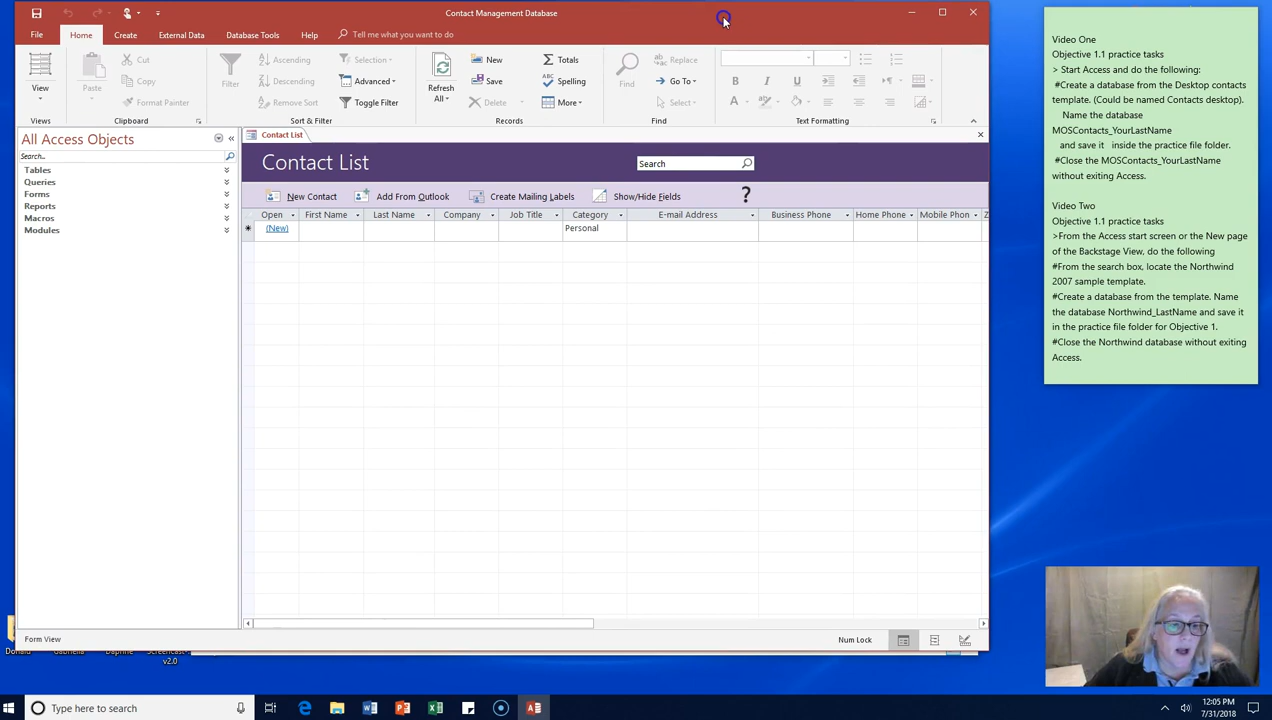 Contact Management Database
File Home Create External Data Database Tools Help Tell me what you want to do
View
Views
Paste
Cut
Copy
Format Painter
Clipboard
Filter
Ascending
Descending
Remove Sort
Selection
Advanced
Toggle Filter
Sort & Filter
Refresh
All
New
Save
Delete
Totals
Spelling
More
Records
Find
Replace
Go To
Select
Find
B I U
A
Text Formatting
All Access Objects
Search...
Tables
Queries
Forms
Reports
Macros
Modules
Contact List
Contact List
Search
New Contact Add From Outlook Create Mailing Labels Show/Hide Fields ?
Open First Name Last Name Company Job Title Category E-mail Address Business Phone Home Phone Mobile Phon Z
(New) Personal
Form View
Num Lock
Video One
Objective 1.1 practice tasks
> Start Access and do the following:
#Create a database from the Desktop contacts
template. (Could be named Contacts desktop).
Name the database
MOSContacts_YourLastName
and save it inside the practice file folder.
#Close the MOSContacts_YourLastName
without exiting Access.
Video Two
Objective 1.1 practice tasks
>From the Access start screen or the New page
of the Backstage View, do the following
#From the search box, locate the Northwind
2007 sample template.
#Create a database from the template. Name
the database Northwind_LastName and save it
in the practice file folder for Objective 1.
#Close the Northwind database without exiting
Access.
Donald Gabriella Daphne Screencast-
v2.0
Type here to search
12:05 PM
7/31/2018